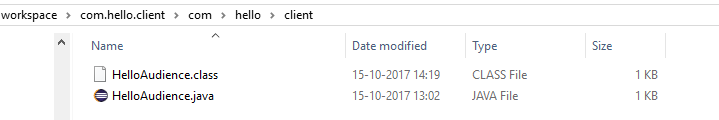 workspace > com.hello.client > com > hello > client
Name Date modified Type Size
HelloAudience.class 15-10-2017 14:19 CLASS File 1 KB
HelloAudience.java 15-10-2017 13:02 JAVA File 1 KB